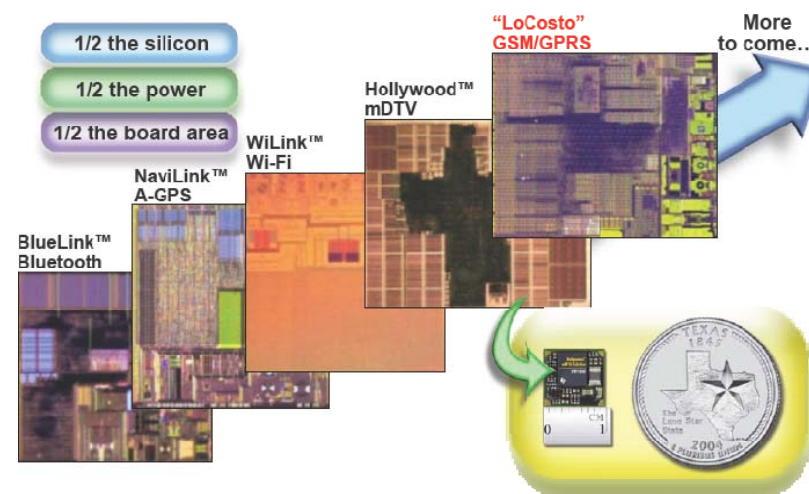 1/2 the silicon
1/2 the power
1/2 the board area
BlueLink™
Bluetooth
NaviLink™
A-GPS
WiLink™
Wi-Fi
Hollywood™
mDTV
“LoCosto”
GSM/GPRS
More
to come...
CM
0 1
TEXAS
1845
The
Lone Star
State
2004
E PLURIBUS UNUM